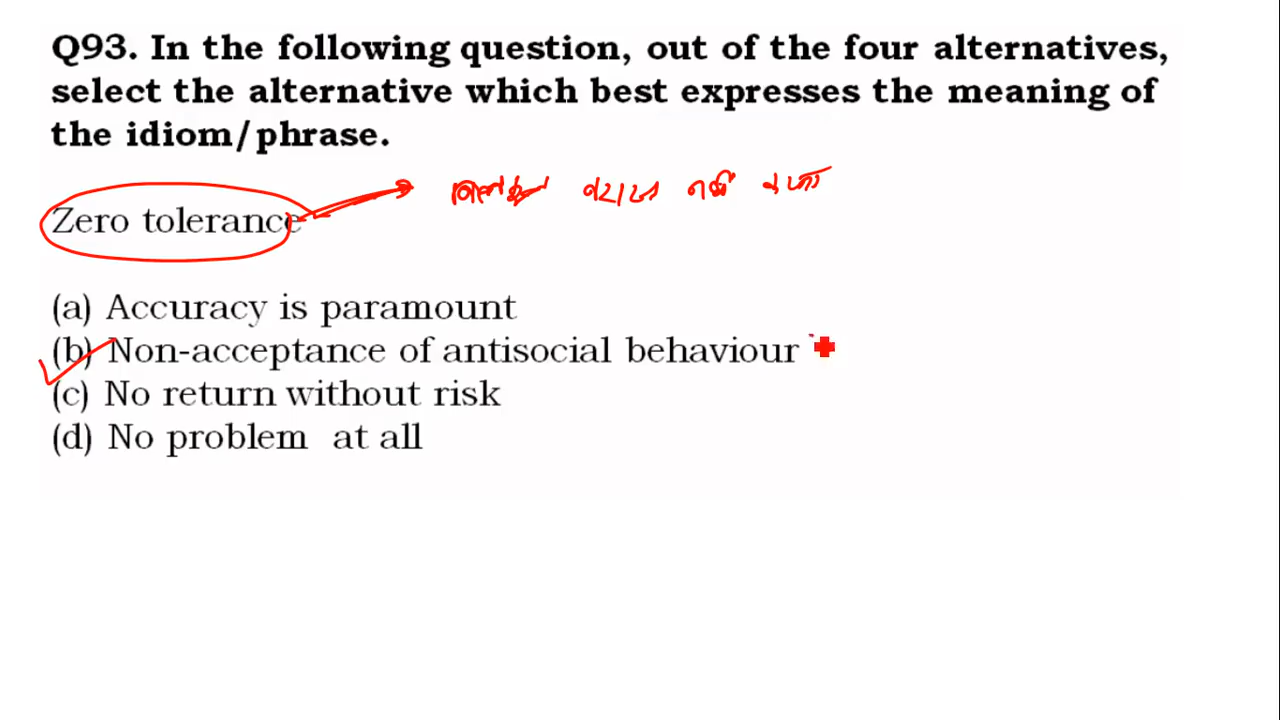 Q93. In the following question, out of the four alternatives,
select the alternative which best expresses the meaning of
the idiom/phrase.
Zero tolerance
(a) Accuracy is paramount
(b) Non-acceptance of antisocial behaviour
(c) No return without risk
(d) No problem at all